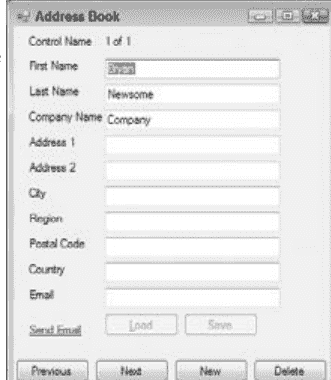 Address Book
Control Name 1 of 1
First Name Bryan
Last Name Newsome
Company Name Company
Address 1
Address 2
City
Region
Postal Code
Country
Email
Send Email Load Save
Previous Next New Delete